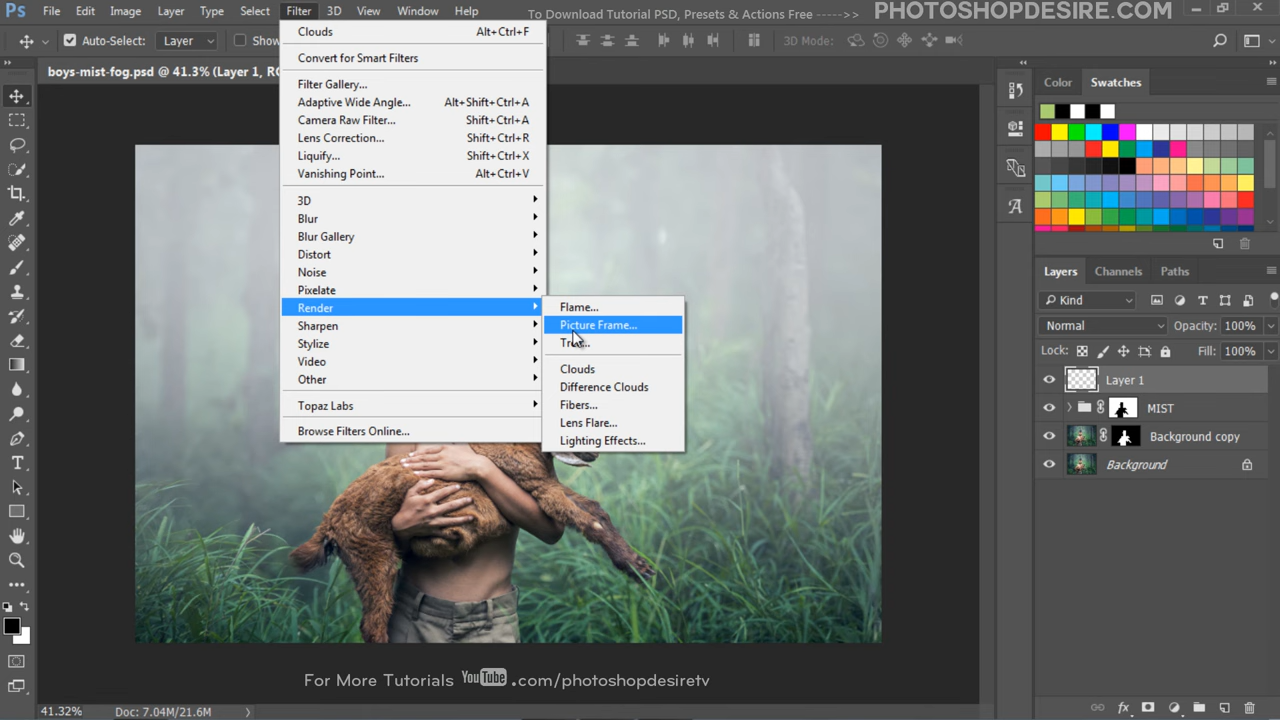 Ps File Edit Image Layer Type Select Filter 3D View Window Help To Download Tutorial PSD, Presets & Actions Free ----->> PHOTOSHOPDESIRE.COM
Auto-Select: Layer Show 3D Mode:
boys-mist-fog.psd @ 41.3% (Layer 1, RG
Clouds Alt+Ctrl+F
Convert for Smart Filters
Filter Gallery...
Adaptive Wide Angle... Alt+Shift+Ctrl+A
Camera Raw Filter... Shift+Ctrl+A
Lens Correction... Shift+Ctrl+R
Liquify... Shift+Ctrl+X
Vanishing Point... Alt+Ctrl+V
3D
Blur
Blur Gallery
Distort
Noise
Pixelate
Render
Sharpen
Stylize
Video
Other
Topaz Labs
Browse Filters Online...
Flame...
Picture Frame...
Clouds
Difference Clouds
Fibers...
Lens Flare...
Lighting Effects...
Color Swatches
Layers Channels Paths
Kind
Normal Opacity: 100%
Lock: Fill: 100%
Layer 1
MIST
Background copy
Background
For More Tutorials YouTube .com/photoshopdesiretv
41.32% Doc: 7.04M/21.6M